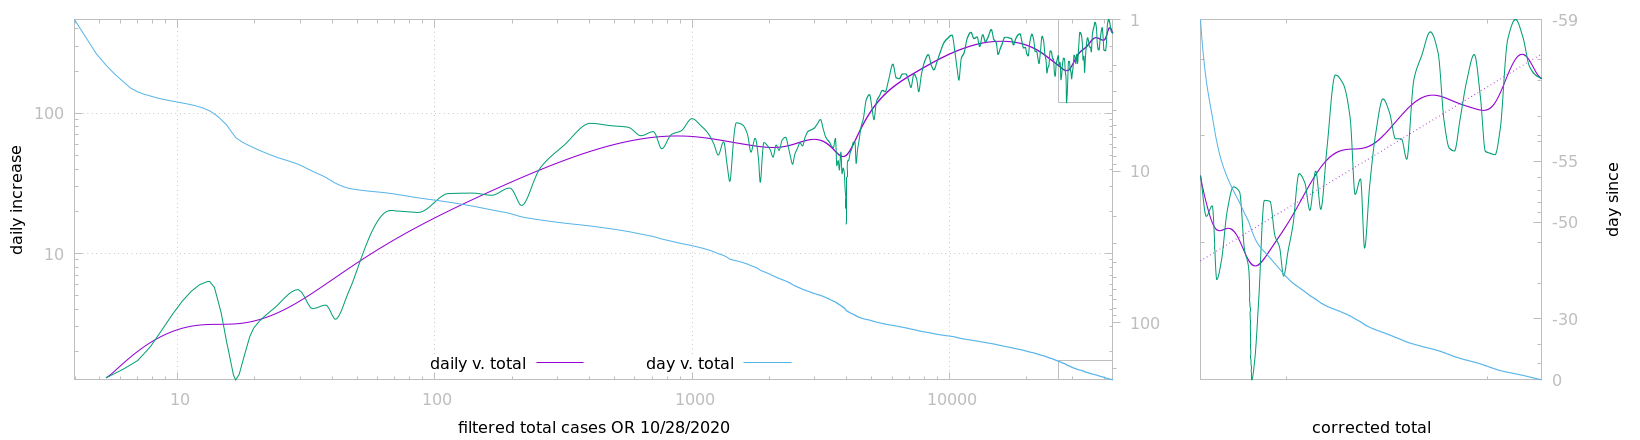 daily increase
100
10
1
10
100
daily v. total
day v. total
10
100
1000
10000
filtered total cases OR 10/28/2020
-59
-55
-50
-30
0
day since
corrected total